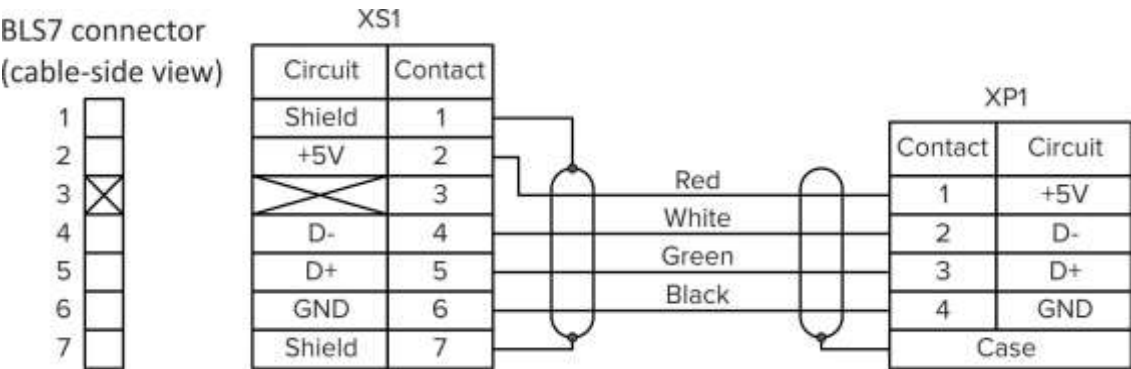 BLS7 connector
(cable-side view)
1
2
3
4
5
6
7
XS1
Circuit Contact
Shield 1
+5V 2
3
D- 4
D+ 5
GND 6
Shield 7
Red
White
Green
Black
XP1
Contact Circuit
1 +5V
2 D-
3 D+
4 GND
Case